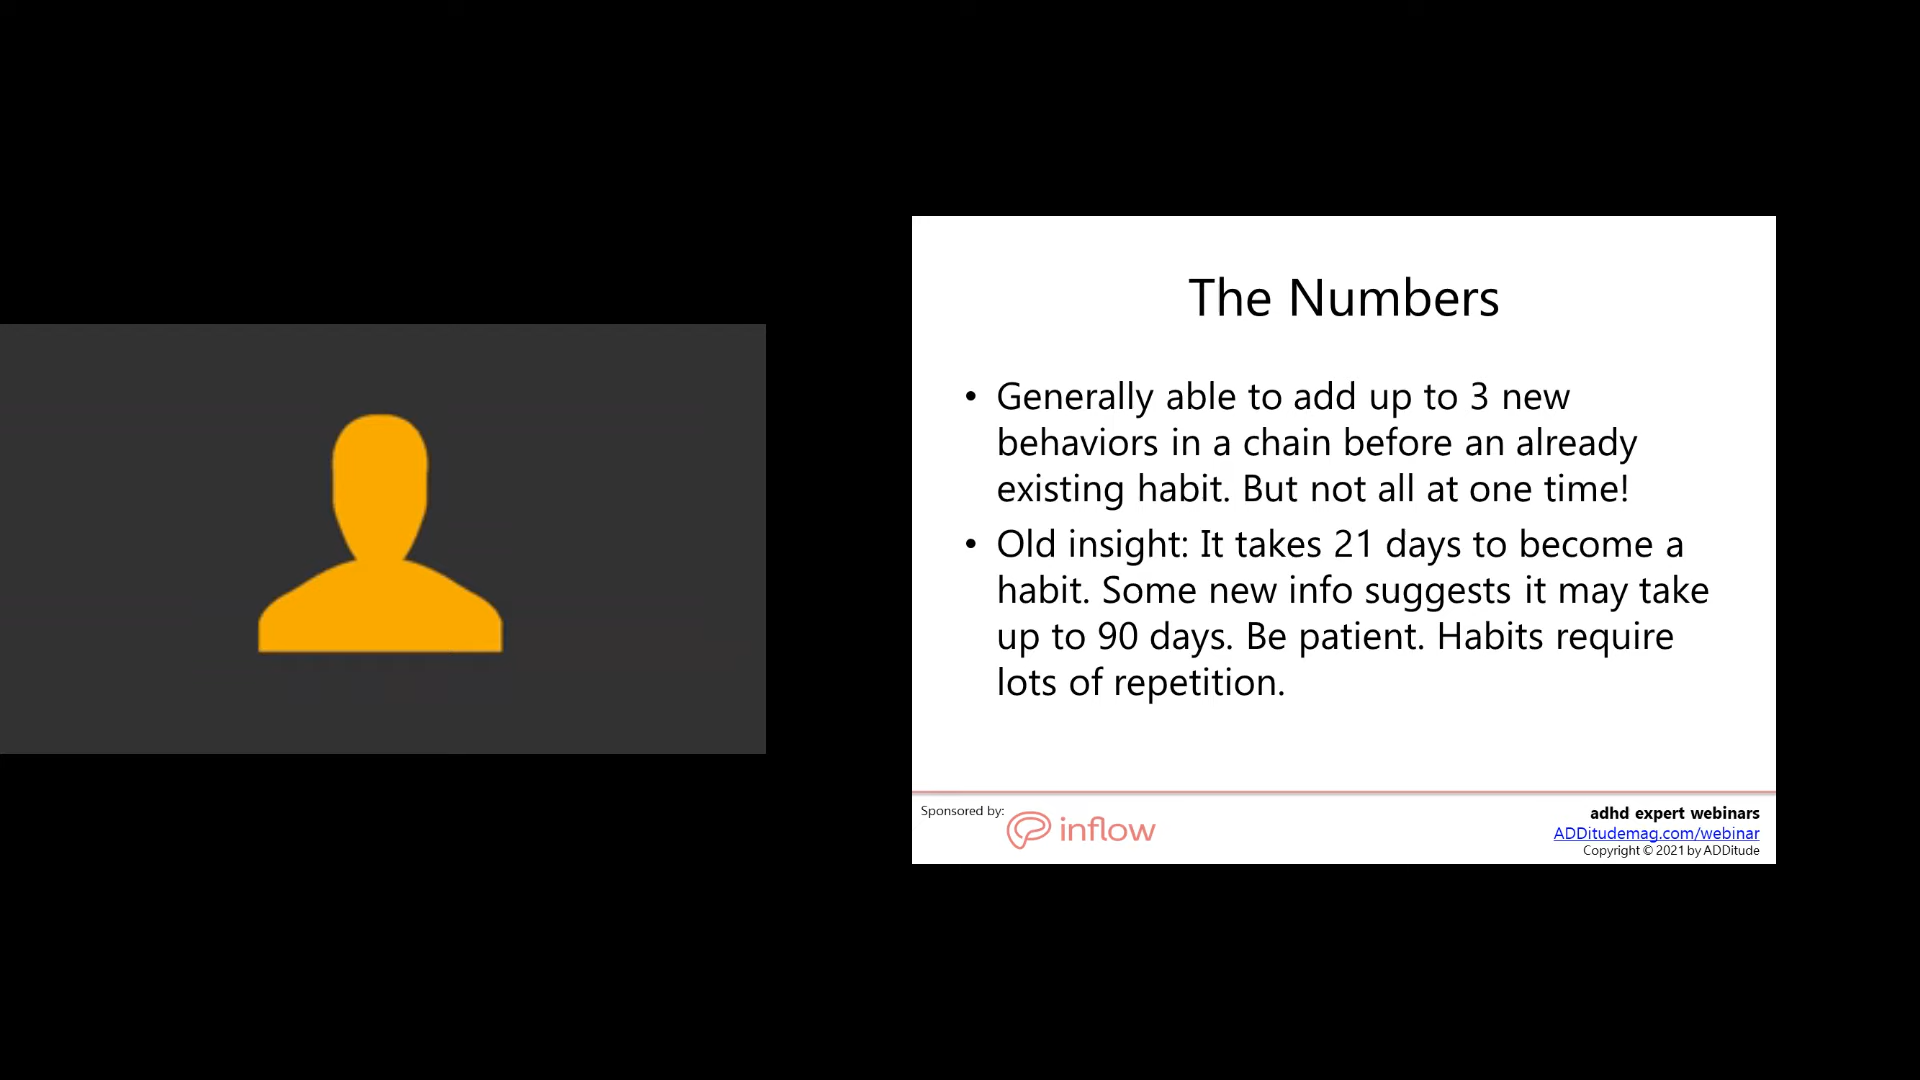 The Numbers
• Generally able to add up to 3 new
behaviors in a chain before an already
existing habit. But not all at one time!
• Old insight: It takes 21 days to become a
habit. Some new info suggests it may take
up to 90 days. Be patient. Habits require
lots of repetition.
Sponsored by:
inflow
adhd expert webinars
ADDitudemag.com/webinar
Copyright © 2021 by ADDitude